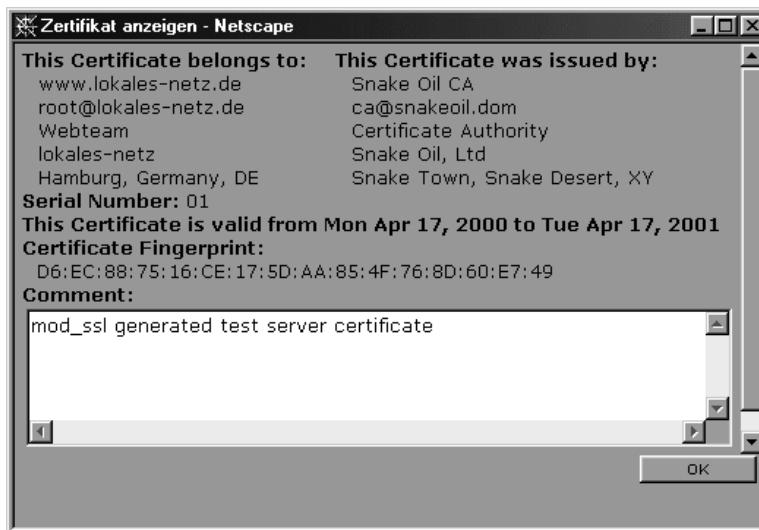 Zertifikat anzeigen - Netscape
This Certificate belongs to: This Certificate was issued by:
www.lokales-netz.de Snake Oil CA
root@lokales-netz.de ca@snakeoil.dom
Webteam Certificate Authority
lokales-netz Snake Oil, Ltd
Hamburg, Germany, DE Snake Town, Snake Desert, XY
Serial Number: 01
This Certificate is valid from Mon Apr 17, 2000 to Tue Apr 17, 2001
Certificate Fingerprint:
D6:EC:88:75:16:CE:17:5D:AA:85:4F:76:8D:60:E7:49
Comment:
mod_ssl generated test server certificate
OK